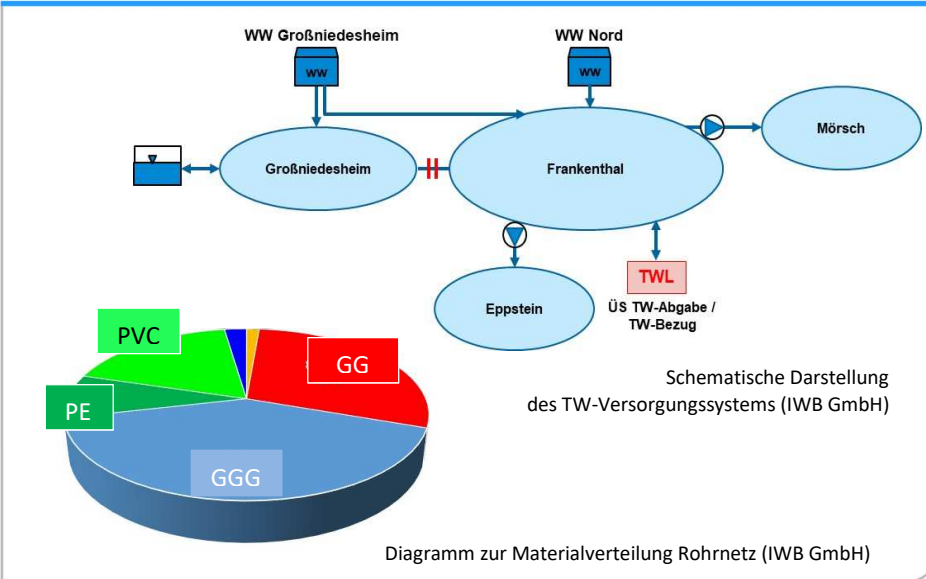 WW Großniedesheim
WW Nord
WW
WW
Mörsch
Großniedesheim
Frankenthal
TWL
Eppstein
ÜS TW-Abgabe /
TW-Bezug
PVC
GG
PE
Schematische Darstellung
des TW-Versorgungssystems (IWB GmbH)
GGG
Diagramm zur Materialverteilung Rohrnetz (IWB GmbH)